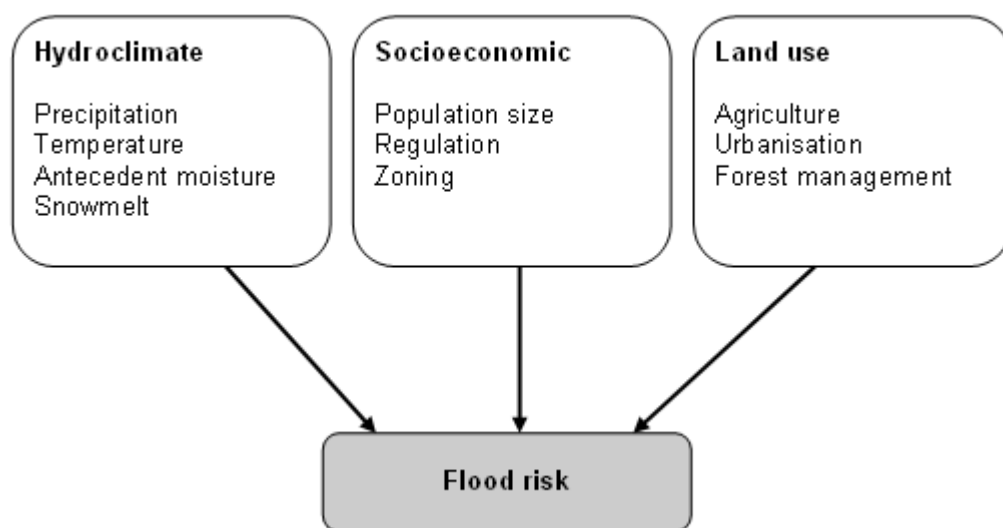 Hydroclimate
Precipitation
Temperature
Antecedent moisture
Snowmelt
Socioeconomic
Population size
Regulation
Zoning
Land use
Agriculture
Urbanisation
Forest management
Flood risk